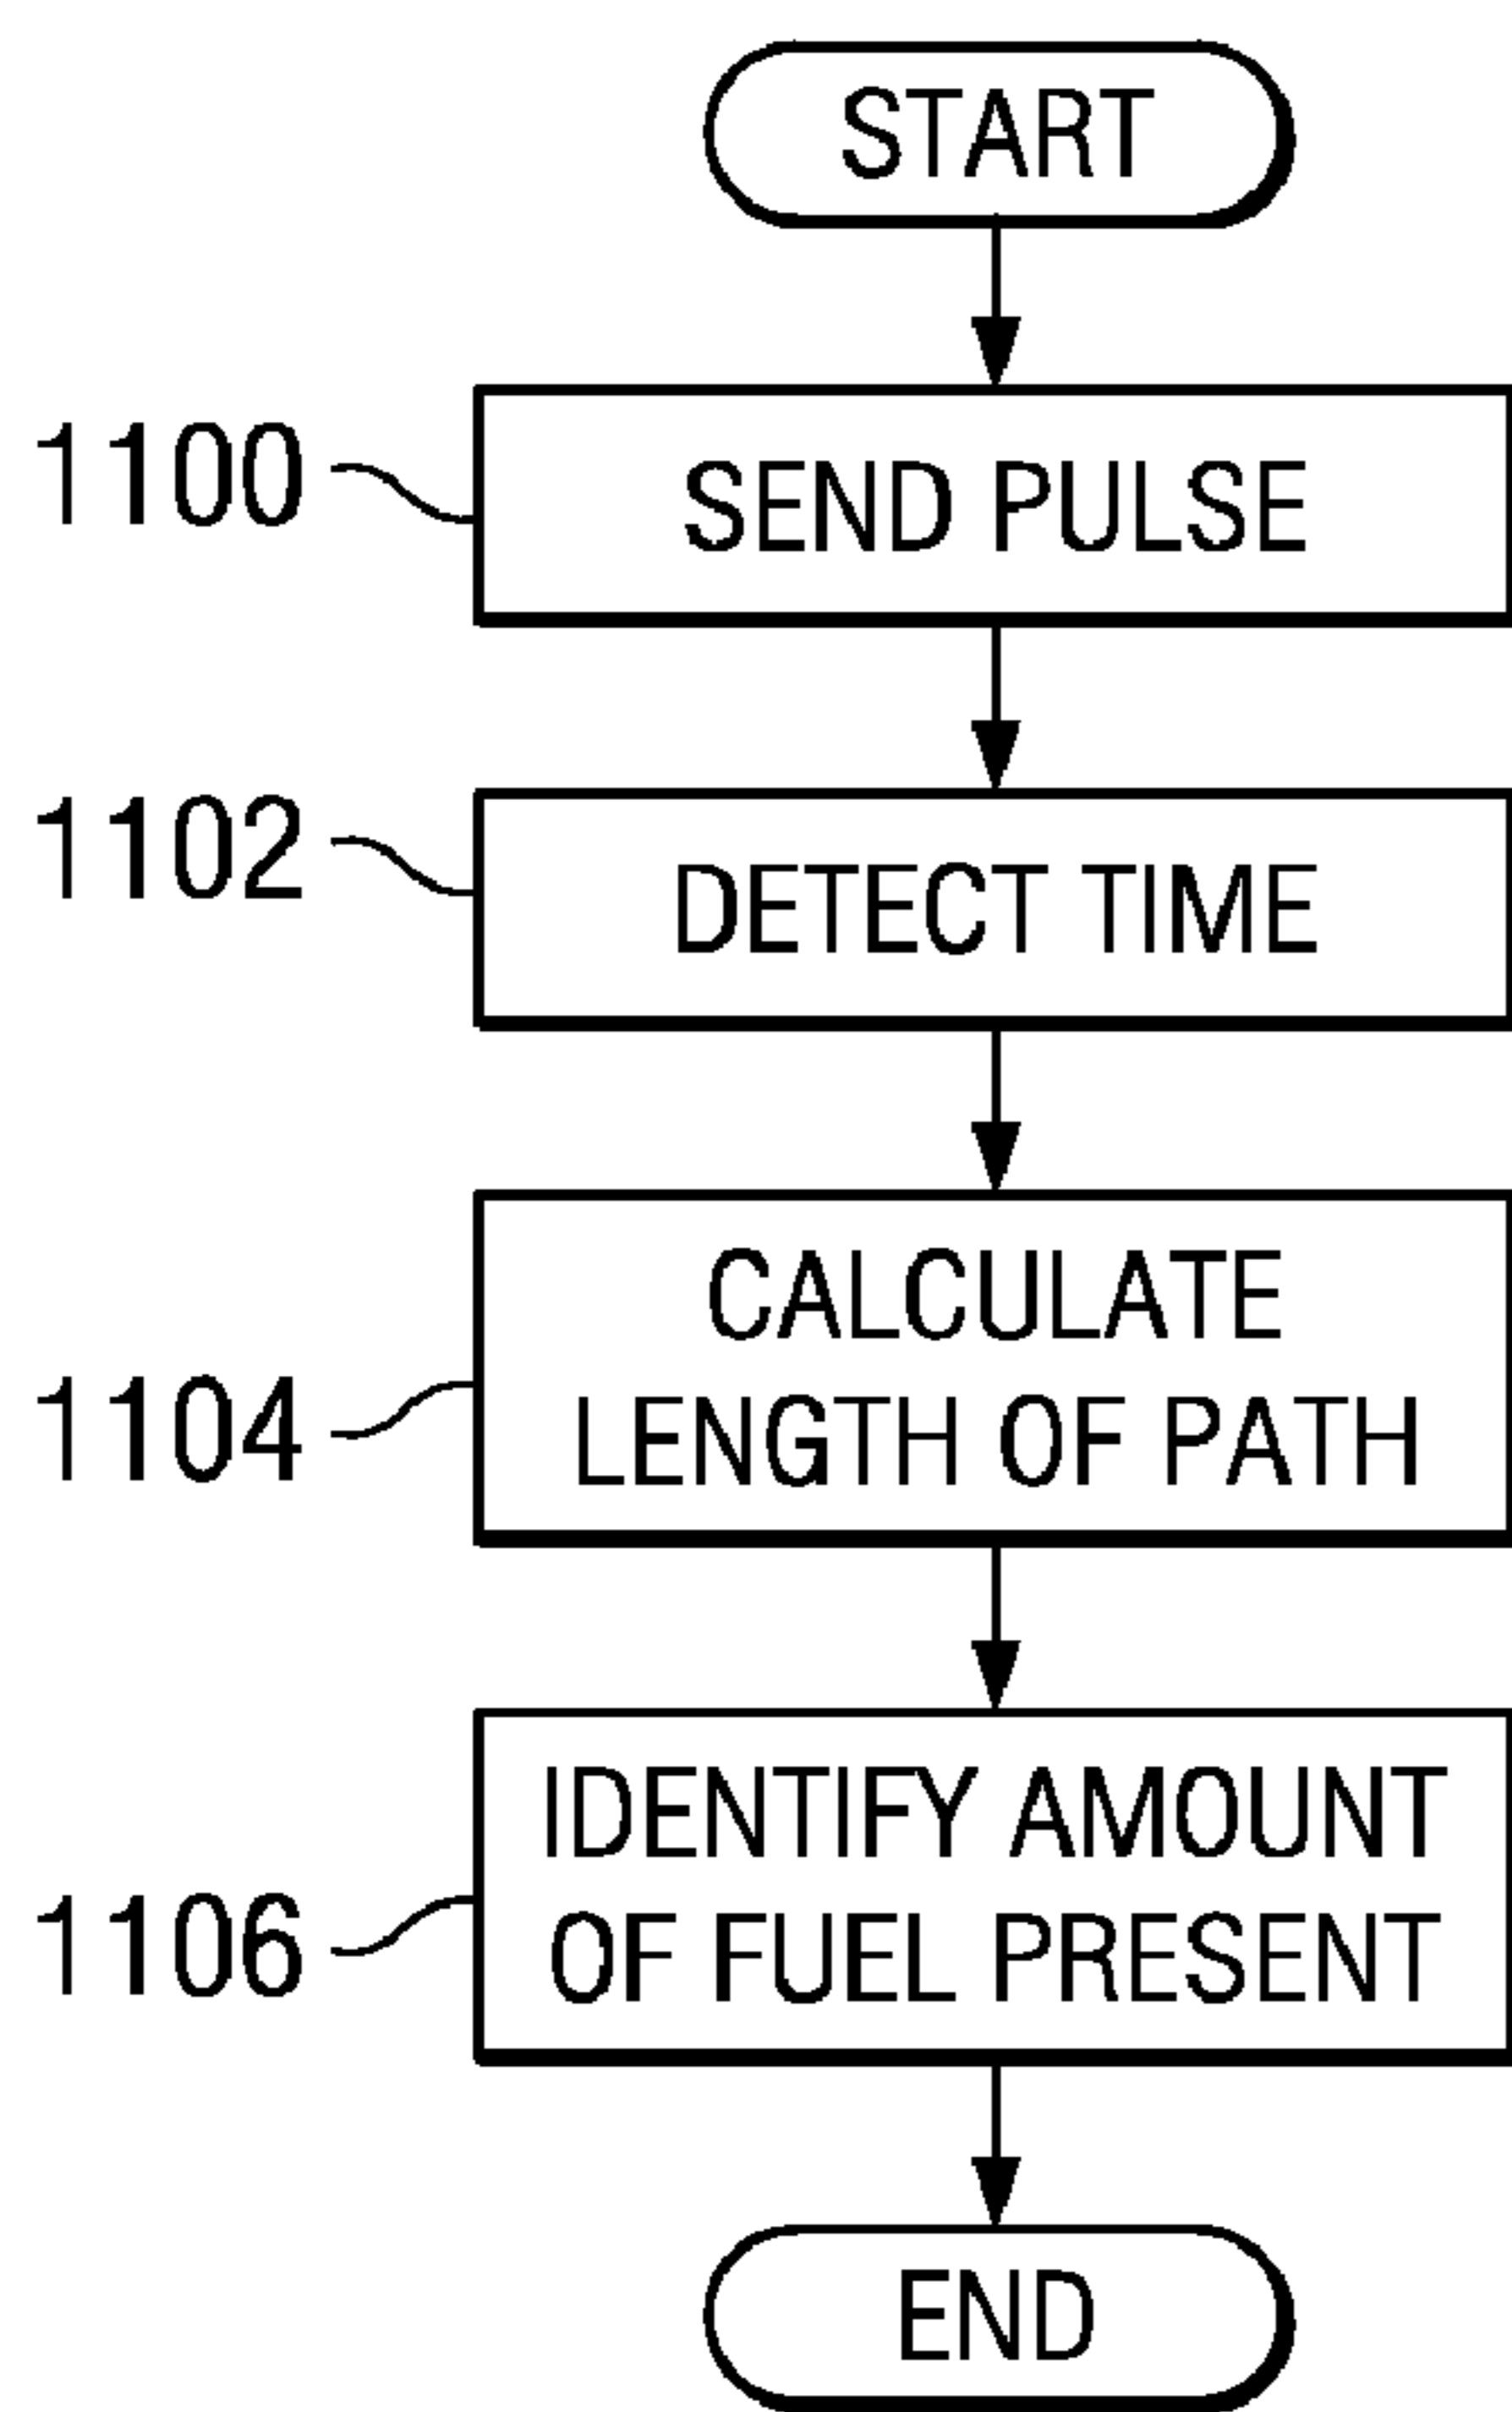 START
1100
SEND PULSE
1102
DETECT TIME
CALCULATE
1104
LENGTH OF PATH
IDENTIFY AMOUNT
1106
OF FUEL PRESENT
END